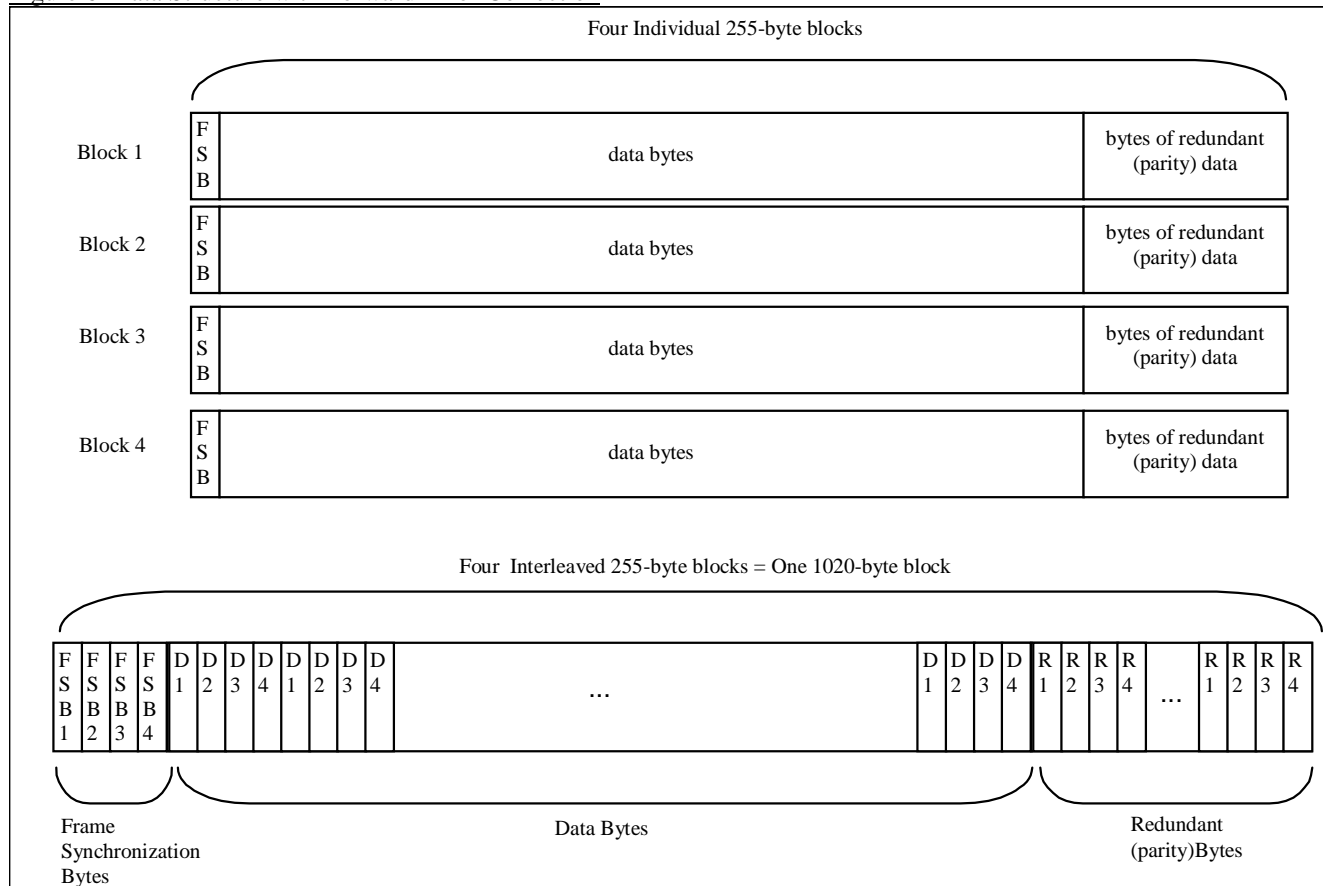 Four Individual 255-byte blocks
Block 1
F
S
B
data bytes
bytes of redundant
(parity) data
Block 2
F
S
B
data bytes
bytes of redundant
(parity) data
Block 3
F
S
B
data bytes
bytes of redundant
(parity) data
Block 4
F
S
B
data bytes
bytes of redundant
(parity) data
Four Interleaved 255-byte blocks = One 1020-byte block
F F F F D D D D D D D D D D D D R R R R R R R R
S S S S 1 2 3 4 1 2 3 4 ... 1 2 3 4 1 2 3 4 ... 1 2 3 4
B B B B
1 2 3 4
Frame
Synchronization
Bytes
Data Bytes
Redundant
(parity)Bytes